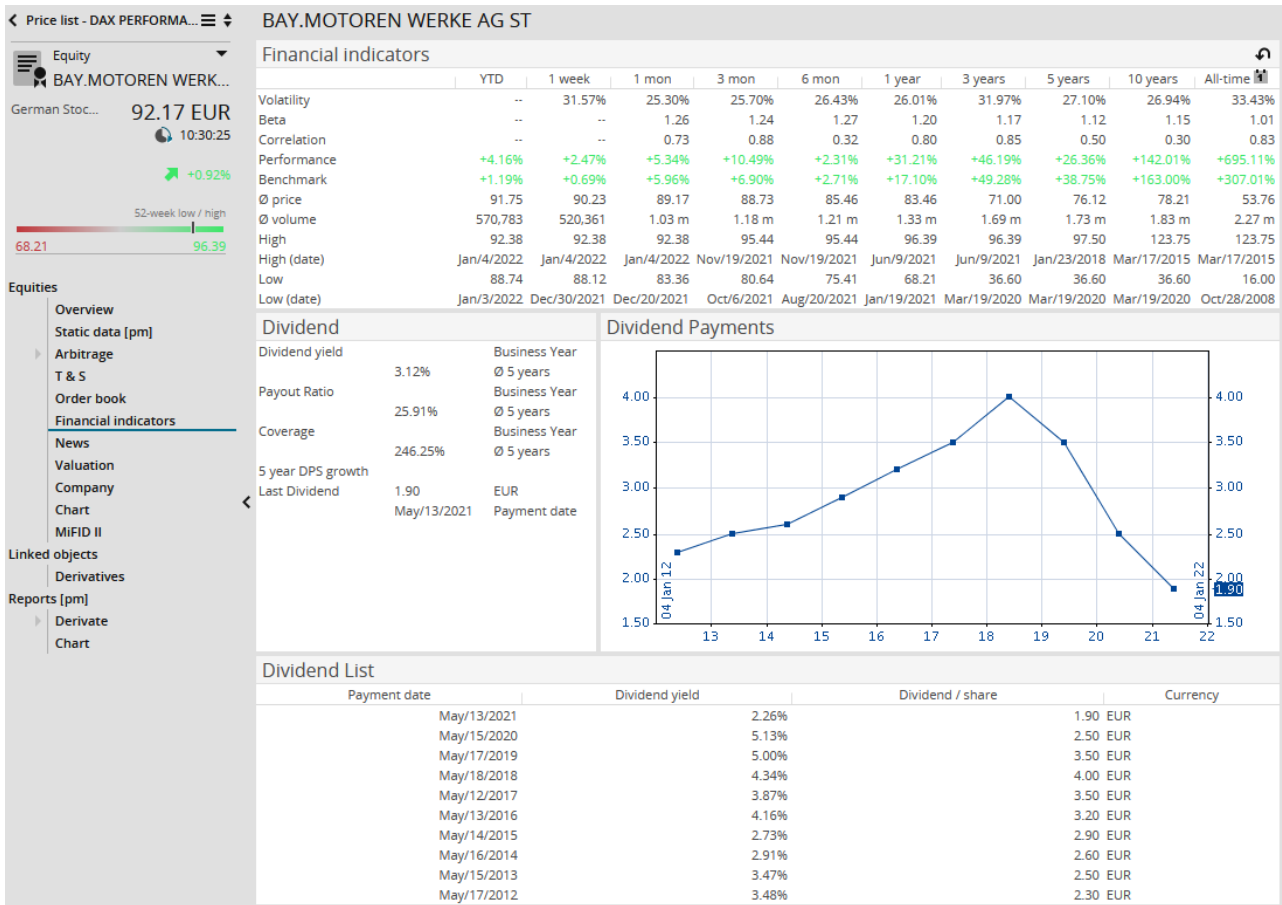 Price list - DAX PERFORMA...
Equity
BAY.MOTOREN WERK...
German Stoc... 92.17 EUR
10:30:25
+0.92%
52-week low / high
68.21 96.39
Equities
Overview
Static data [pm]
Arbitrage
T & S
Order book
Financial indicators
News
Valuation
Company
Chart
MiFID II
Linked objects
Derivatives
Reports [pm]
Derivate
Chart
BAY.MOTOREN WERKE AG ST
Financial indicators
YTD 1 week 1 mon 3 mon 6 mon 1 year 3 years 5 years 10 years All-time 1
Volatility -- 31.57% 25.30% 25.70% 26.43% 26.01% 31.97% 27.10% 26.94% 33.43%
Beta -- -- 1.26 1.24 1.27 1.20 1.17 1.12 1.15 1.01
Correlation -- -- 0.73 0.88 0.32 0.80 0.85 0.50 0.30 0.83
Performance +4.16% +2.47% +5.34% +10.49% +2.31% +31.21% +46.19% +26.36% +142.01% +695.11%
Benchmark +1.19% +0.69% +5.96% +6.90% +2.71% +17.10% +49.28% +38.75% +163.00% +307.01%
Ø price 91.75 90.23 89.17 88.73 85.46 83.46 71.00 76.12 78.21 53.76
Ø volume 570,783 520,361 1.03 m 1.18 m 1.21 m 1.33 m 1.69 m 1.73 m 1.83 m 2.27 m
High 92.38 92.38 92.38 95.44 95.44 96.39 96.39 97.50 123.75 123.75
High (date) Jan/4/2022 Jan/4/2022 Jan/4/2022 Nov/19/2021 Nov/19/2021 Jun/9/2021 Jun/9/2021 Jan/23/2018 Mar/17/2015 Mar/17/2015
Low 88.74 88.12 83.36 80.64 75.41 68.21 36.60 36.60 36.60 16.00
Low (date) Jan/3/2022 Dec/30/2021 Dec/20/2021 Oct/6/2021 Aug/20/2021 Jan/19/2021 Mar/19/2020 Mar/19/2020 Mar/19/2020 Oct/28/2008
Dividend
Dividend yield Business Year
3.12% Ø 5 years
Payout Ratio Business Year
25.91% Ø 5 years
Coverage Business Year
246.25% Ø 5 years
5 year DPS growth
Last Dividend 1.90 EUR
May/13/2021 Payment date
Dividend Payments
4.00 4.00
3.50 3.50
3.00 3.00
2.50 2.50
2.00 2.00
1.90
1.50 1.50
04 Jan 12 04 Jan 22
13 14 15 16 17 18 19 20 21 22
Dividend List
Payment date Dividend yield Dividend / share Currency
May/13/2021 2.26% 1.90 EUR
May/15/2020 5.13% 2.50 EUR
May/17/2019 5.00% 3.50 EUR
May/18/2018 4.34% 4.00 EUR
May/12/2017 3.87% 3.50 EUR
May/13/2016 4.16% 3.20 EUR
May/14/2015 2.73% 2.90 EUR
May/16/2014 2.91% 2.60 EUR
May/15/2013 3.47% 2.50 EUR
May/17/2012 3.48% 2.30 EUR